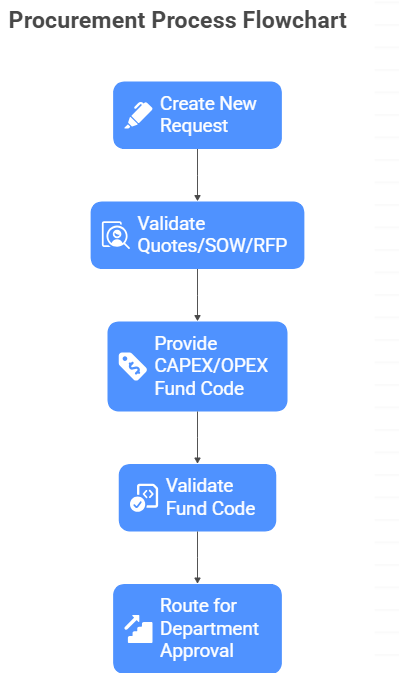 Procurement Process Flowchart
Create New
Request
Validate
Quotes/SOW/RFP
Provide
CAPEX/OPEX
Fund Code
Validate
Fund Code
Route for
Department
Approval